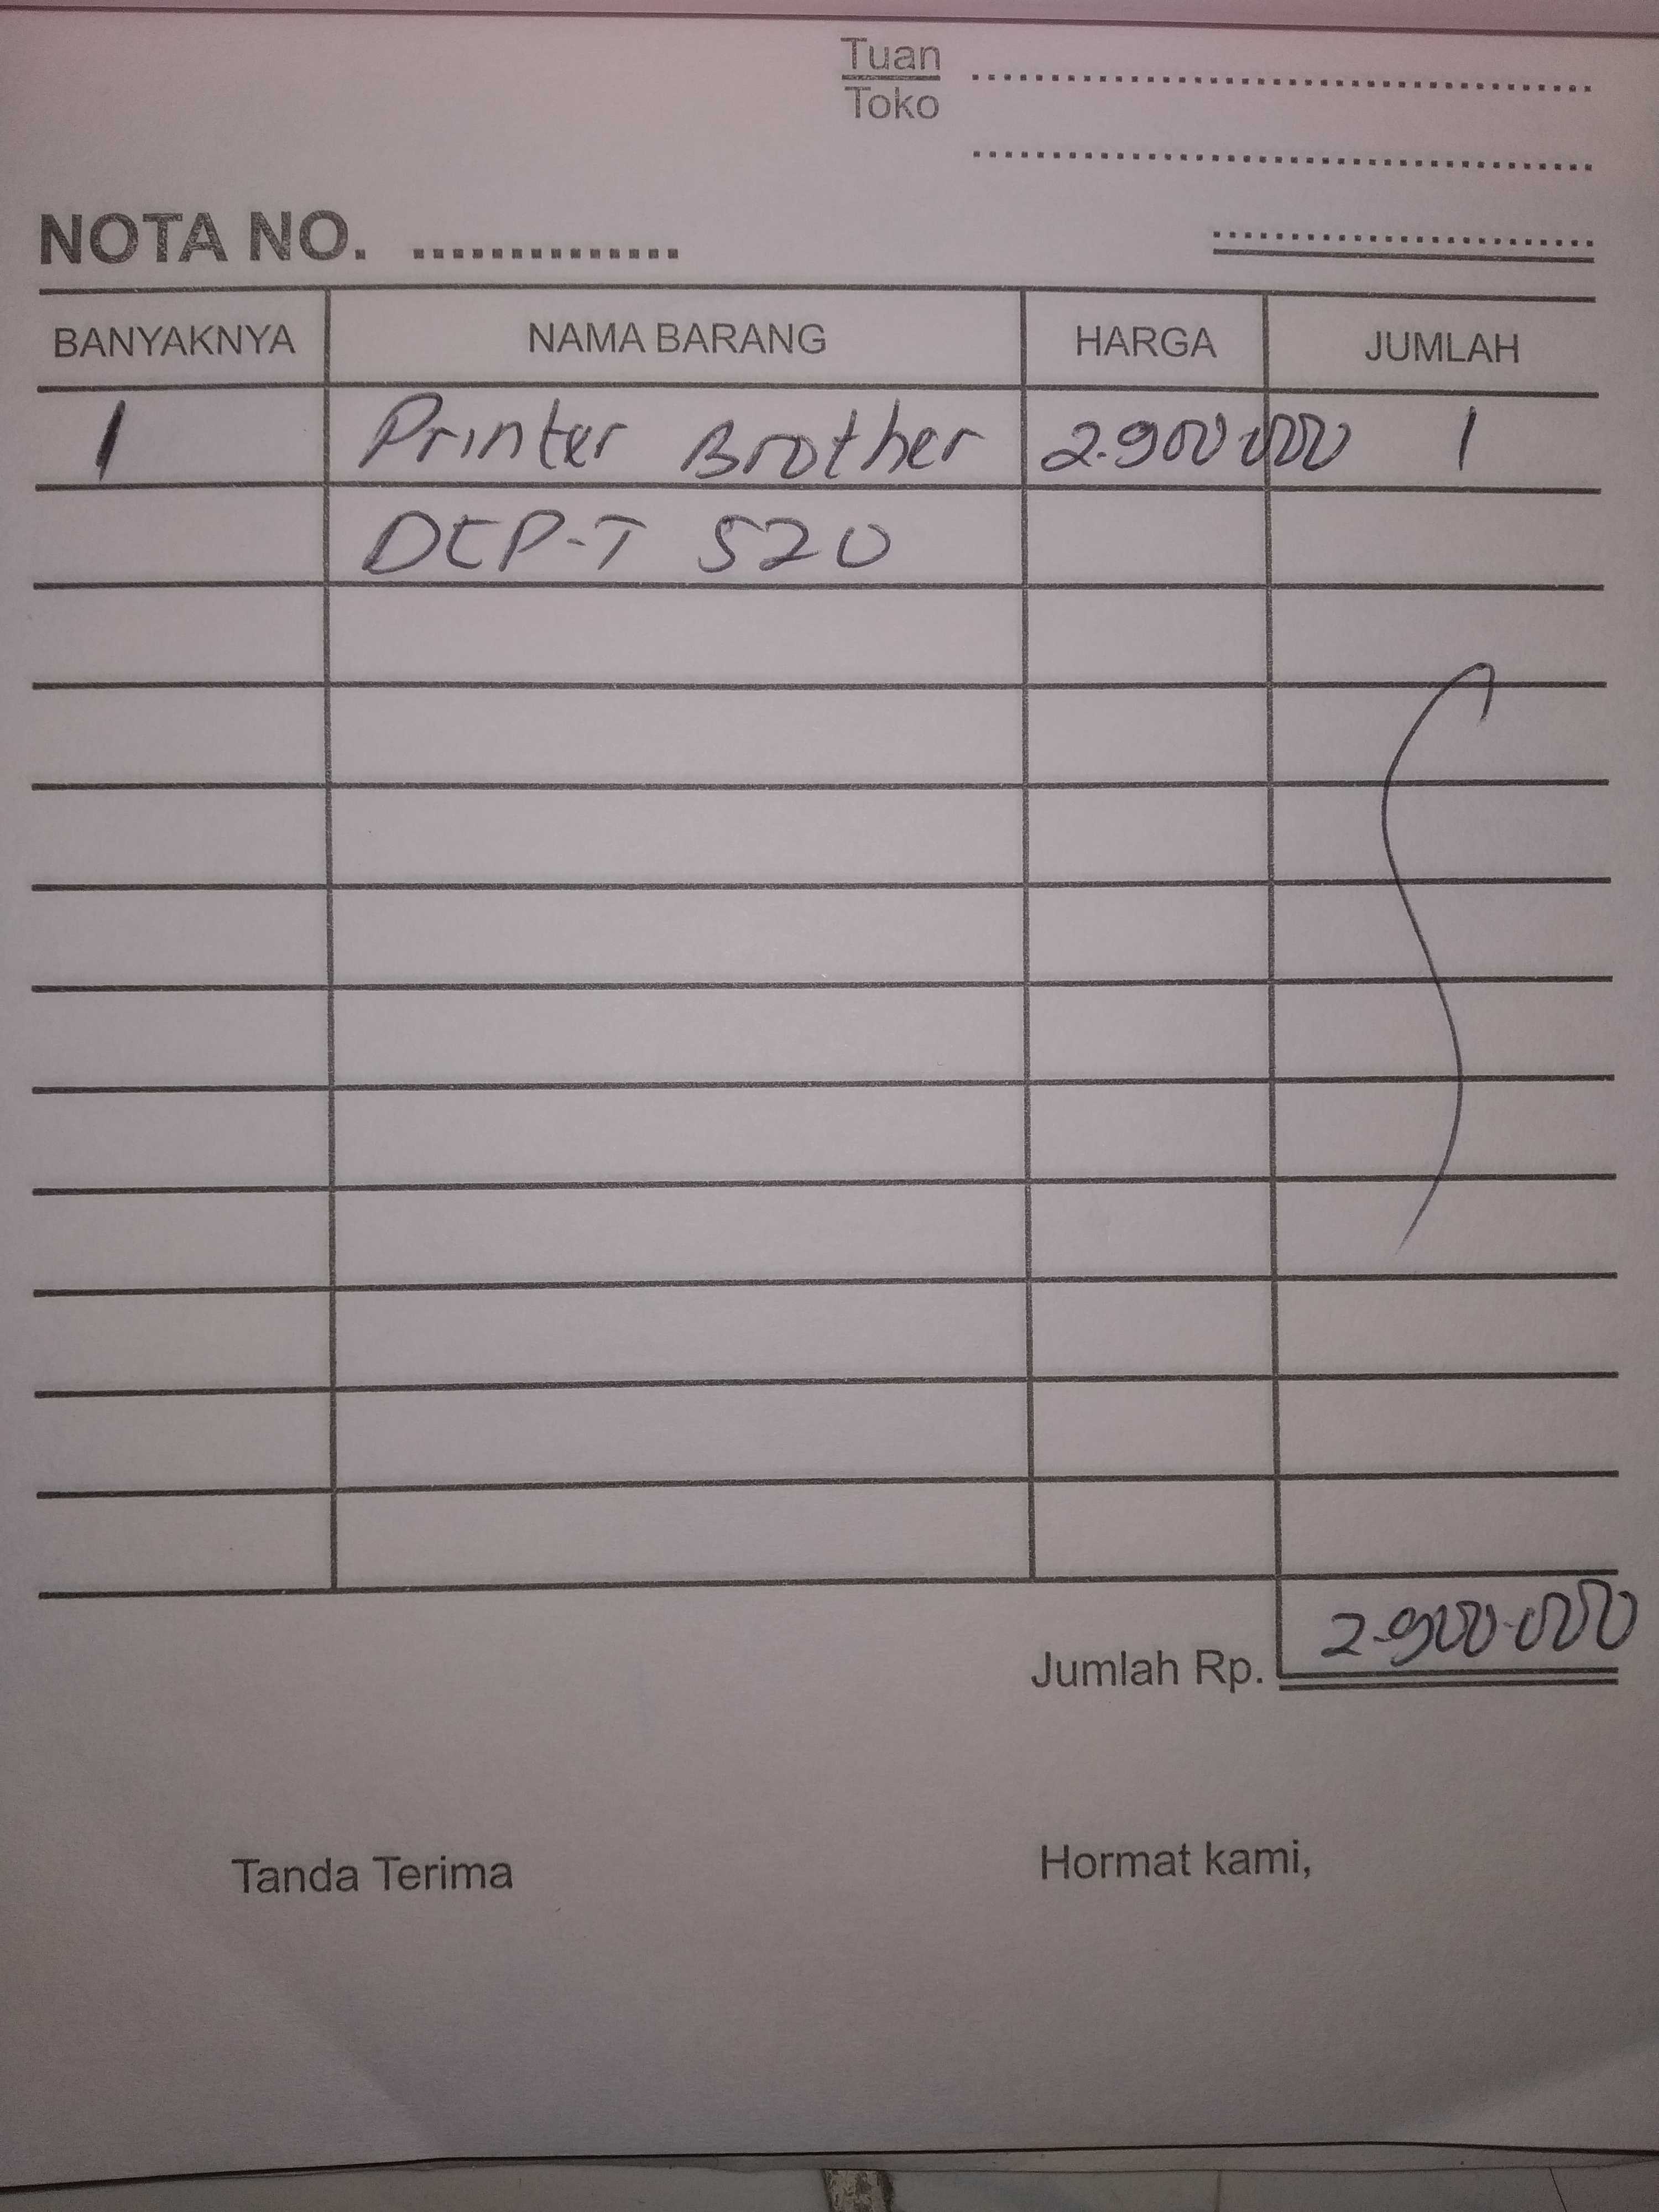 Tuan
Toko
NOTA NO. ..............
BANYAKNYA NAMA BARANG HARGA JUMLAH
1 Printer Brother 2.900.000 1
DCP-T 520
Jumlah Rp. 2.900.000
Tanda Terima Hormat kami,